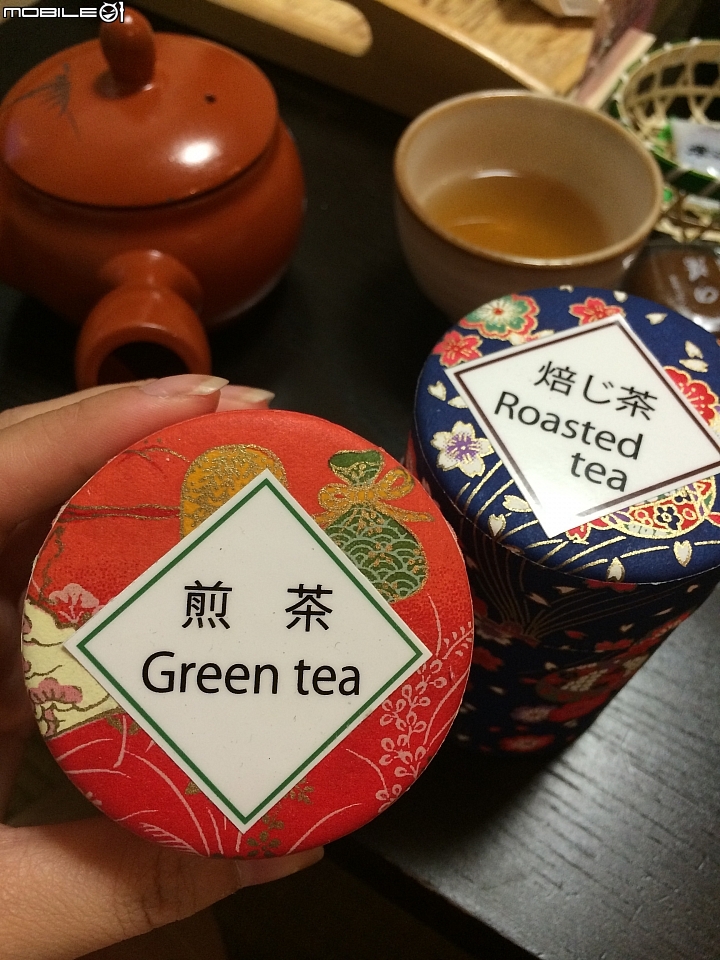 MOBILE01
焙じ茶
Roasted
tea
煎 茶
Green tea